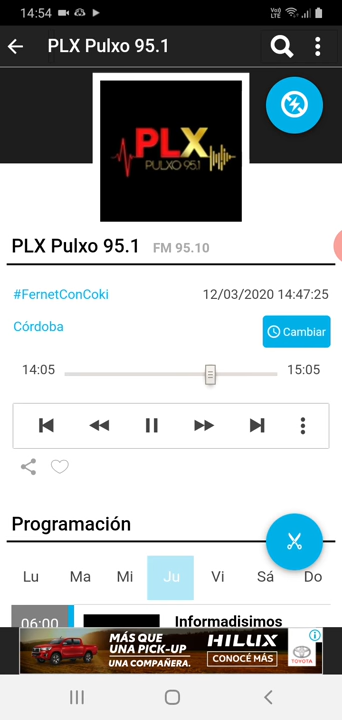 14:54
Vo)) LTE
PLX Pulxo 95.1
PLX
PULXO 95.1
PLX Pulxo 95.1 FM 95.10
#FernetConCoki 12/03/2020 14:47:25
Córdoba
Cambiar
14:05 15:05
Programación
Lu Ma Mi Ju Vi Sá Do
06:00 Informadisimos
MÁS QUE
UNA PICK-UP
UNA COMPAÑERA.
HILUX
CONOCÉ MÁS
TOYOTA